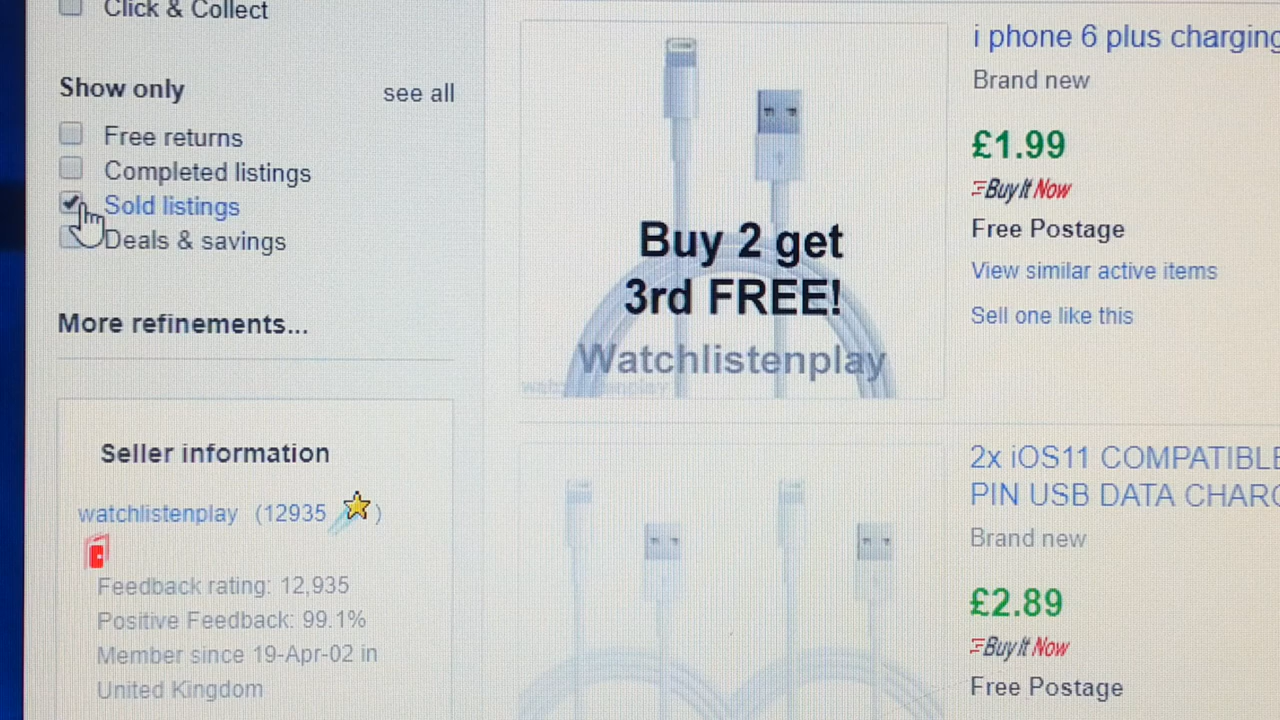 Click & Collect
Show only
see all
Free returns
Completed listings
Sold listings
Deals & savings
More refinements...
Seller information
watchlistenplay (12935 )
Feedback rating: 12,935
Positive Feedback: 99.1%
Member since 19-Apr-02 in
United Kingdom
Buy 2 get
3rd FREE!
Watchlistenplay
watchlistenplay
i phone 6 plus charging
Brand new
£1.99
Buy It Now
Free Postage
View similar active items
Sell one like this
2x iOS11 COMPATIBLE
PIN USB DATA
Brand new
£2.89
Buy It Now
Free Postage